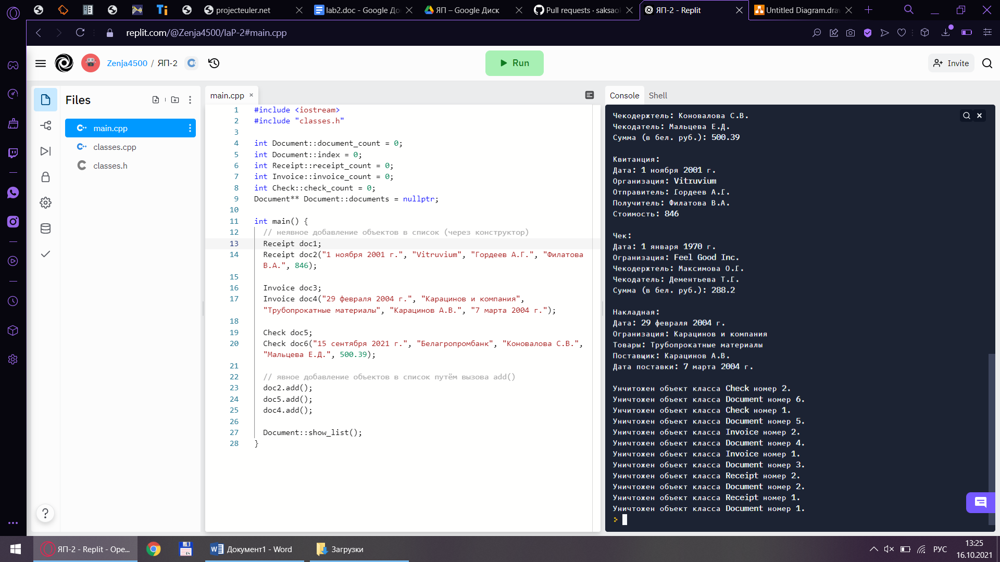 projecteuler.net
lab2.doc - Google До
ЯП – Google Диск
Pull requests · saksao
ЯП-2 - Replit
Untitled Diagram.draw
replit.com/@Zenja4500/IaP-2#main.cpp
Zenja4500 / ЯП-2
Run
Invite
Files
main.cpp
classes.cpp
classes.h
main.cpp
1 #include <iostream>
2 #include "classes.h"
3
4 int Document::document_count = 0;
5 int Document::index = 0;
6 int Receipt::receipt_count = 0;
7 int Invoice::invoice_count = 0;
8 int Check::check_count = 0;
9 Document** Document::documents = nullptr;
10
11 int main() {
12 // неявное добавление объектов в список (через конструктор)
13 Receipt doc1;
14 Receipt doc2("1 ноября 2001 г.", "Vitruvium", "Гордеев А.Г.", "Филатова
В.А.", 846);
15
16 Invoice doc3;
17 Invoice doc4("29 февраля 2004 г.", "Карацинов и компания",
"Трубопрокатные материалы", "Карацинов А.В.", "7 марта 2004 г.");
18
19 Check doc5;
20 Check doc6("15 сентября 2021 г.", "Белагропромбанк", "Коновалова С.В.",
"Мальцева Е.Д.", 500.39);
21
22 // явное добавление объектов в список путём вызова add()
23 doc2.add();
24 doc5.add();
25 doc4.add();
26
27 Document::show_list();
28 }
Console
Shell
Чекодержтель: Коновалова С.В.
Чекодатель: Мальцева Е.Д.
Сумма (в бел. руб.): 500.39
Квитанция:
Дата: 1 ноября 2001 г.
Организация: Vitruvium
Отправитель: Гордеев А.Г.
Получитель: Филатова В.А.
Стоимость: 846
Чек:
Дата: 1 января 1970 г.
Огранизация: Feel Good Inc.
Чекодержтель: Максимова О.Г.
Чекодатель: Дементьева Т.Г.
Сумма (в бел. руб.): 288.2
Накладная:
Дата: 29 февраля 2004 г.
Огранизация: Карацинов и компания
Товары: Трубопрокатные материалы
Поставщик: Карацинов А.В.
Дата поставки: 7 марта 2004 г.
Унчитожен объект класса Check номер 2.
Уничтожен объект класса Document номер 6.
Унчитожен объект класса Check номер 1.
Уничтожен объект класса Document номер 5.
Уничтожен объект класса Invoice номер 2.
Уничтожен объект класса Document номер 4.
Уничтожен объект класса Invoice номер 1.
Уничтожен объект класса Document номер 3.
Уничтожен объект класса Receipt номер 2.
Уничтожен объект класса Document номер 2.
Уничтожен объект класса Receipt номер 1.
Уничтожен объект класса Document номер 1.
ЯП-2 - Replit - Ope...
Документ1 - Word
Загрузки
РУС
13:25
16.10.2021